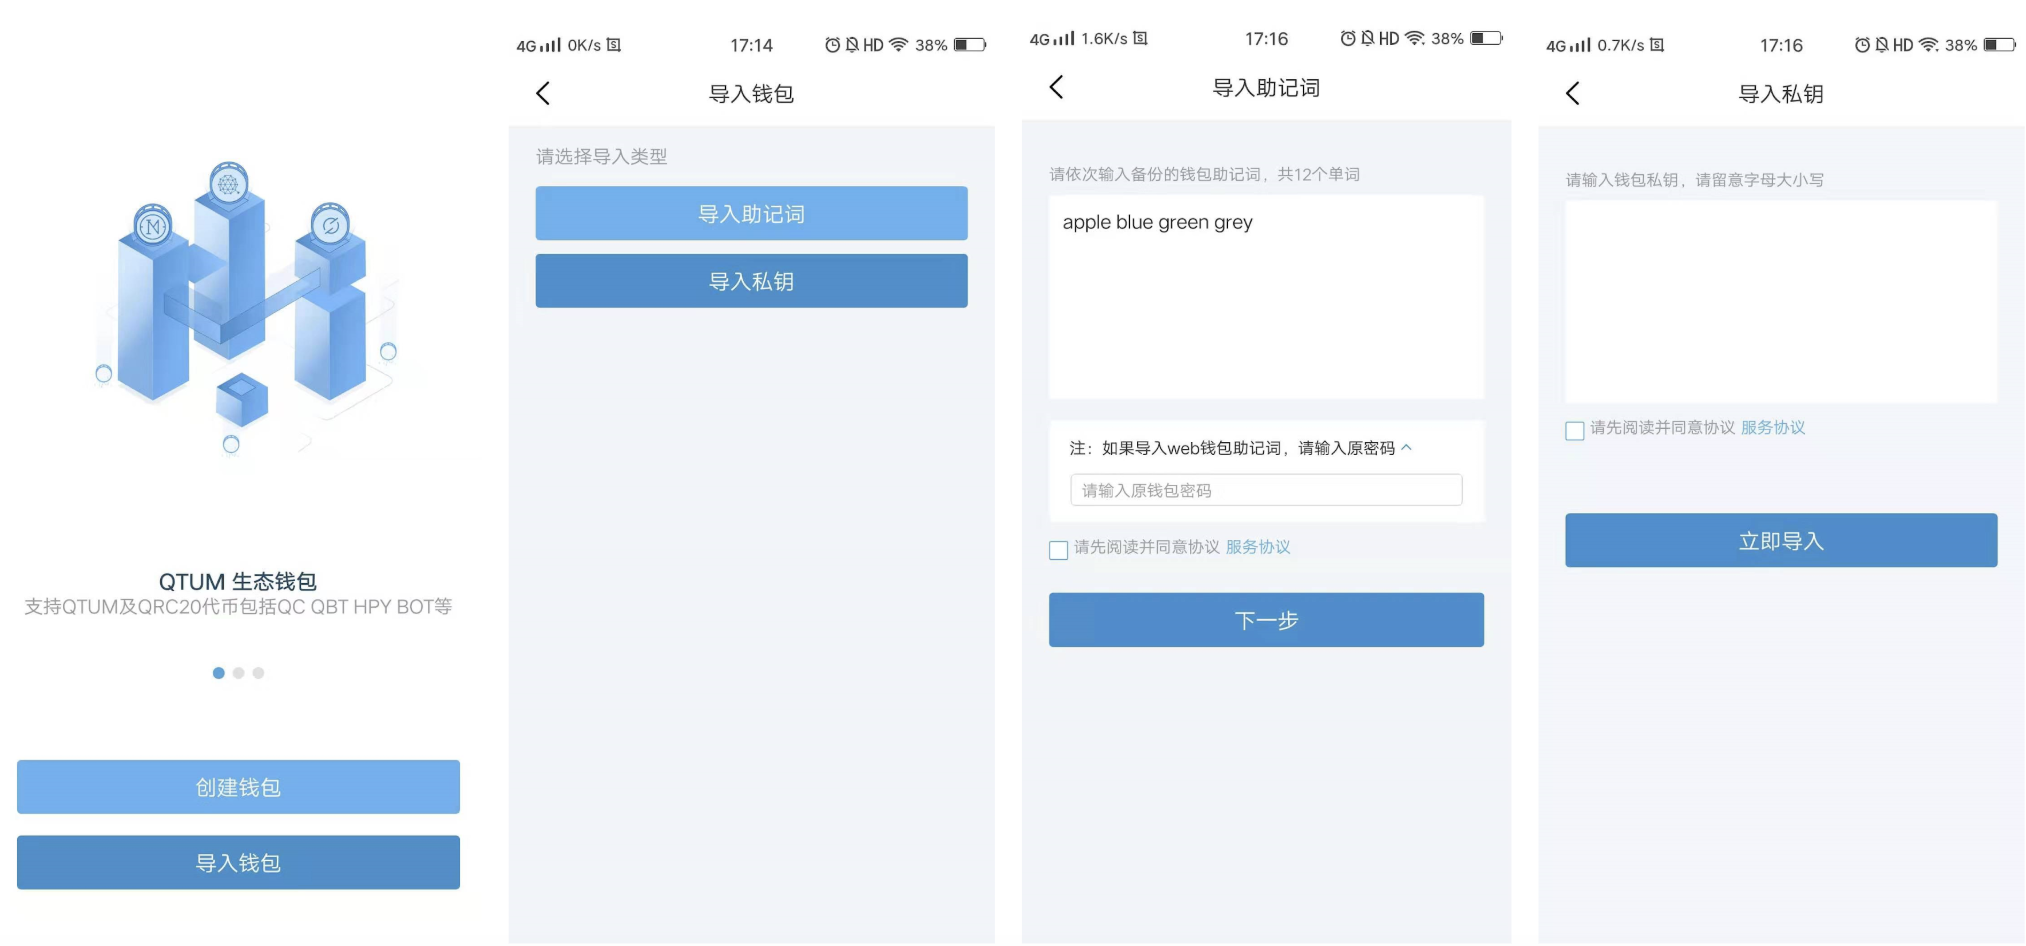 QTUM 生态钱包
支持QTUM及QRC20代币包括QC QBT HPY BOT等
创建钱包
导入钱包
4G 0K/s 17:14 HD 38%
导入钱包
请选择导入类型
导入助记词
导入私钥
4G 1.6K/s 17:16 HD 38%
导入助记词
请依次输入备份的钱包助记词，共12个单词
apple blue green grey
注：如果导入web钱包助记词，请输入原密码
请输入原钱包密码
请先阅读并同意协议 服务协议
下一步
4G 0.7K/s 17:16 HD 38%
导入私钥
请输入钱包私钥，请留意字母大小写
请先阅读并同意协议 服务协议
立即导入